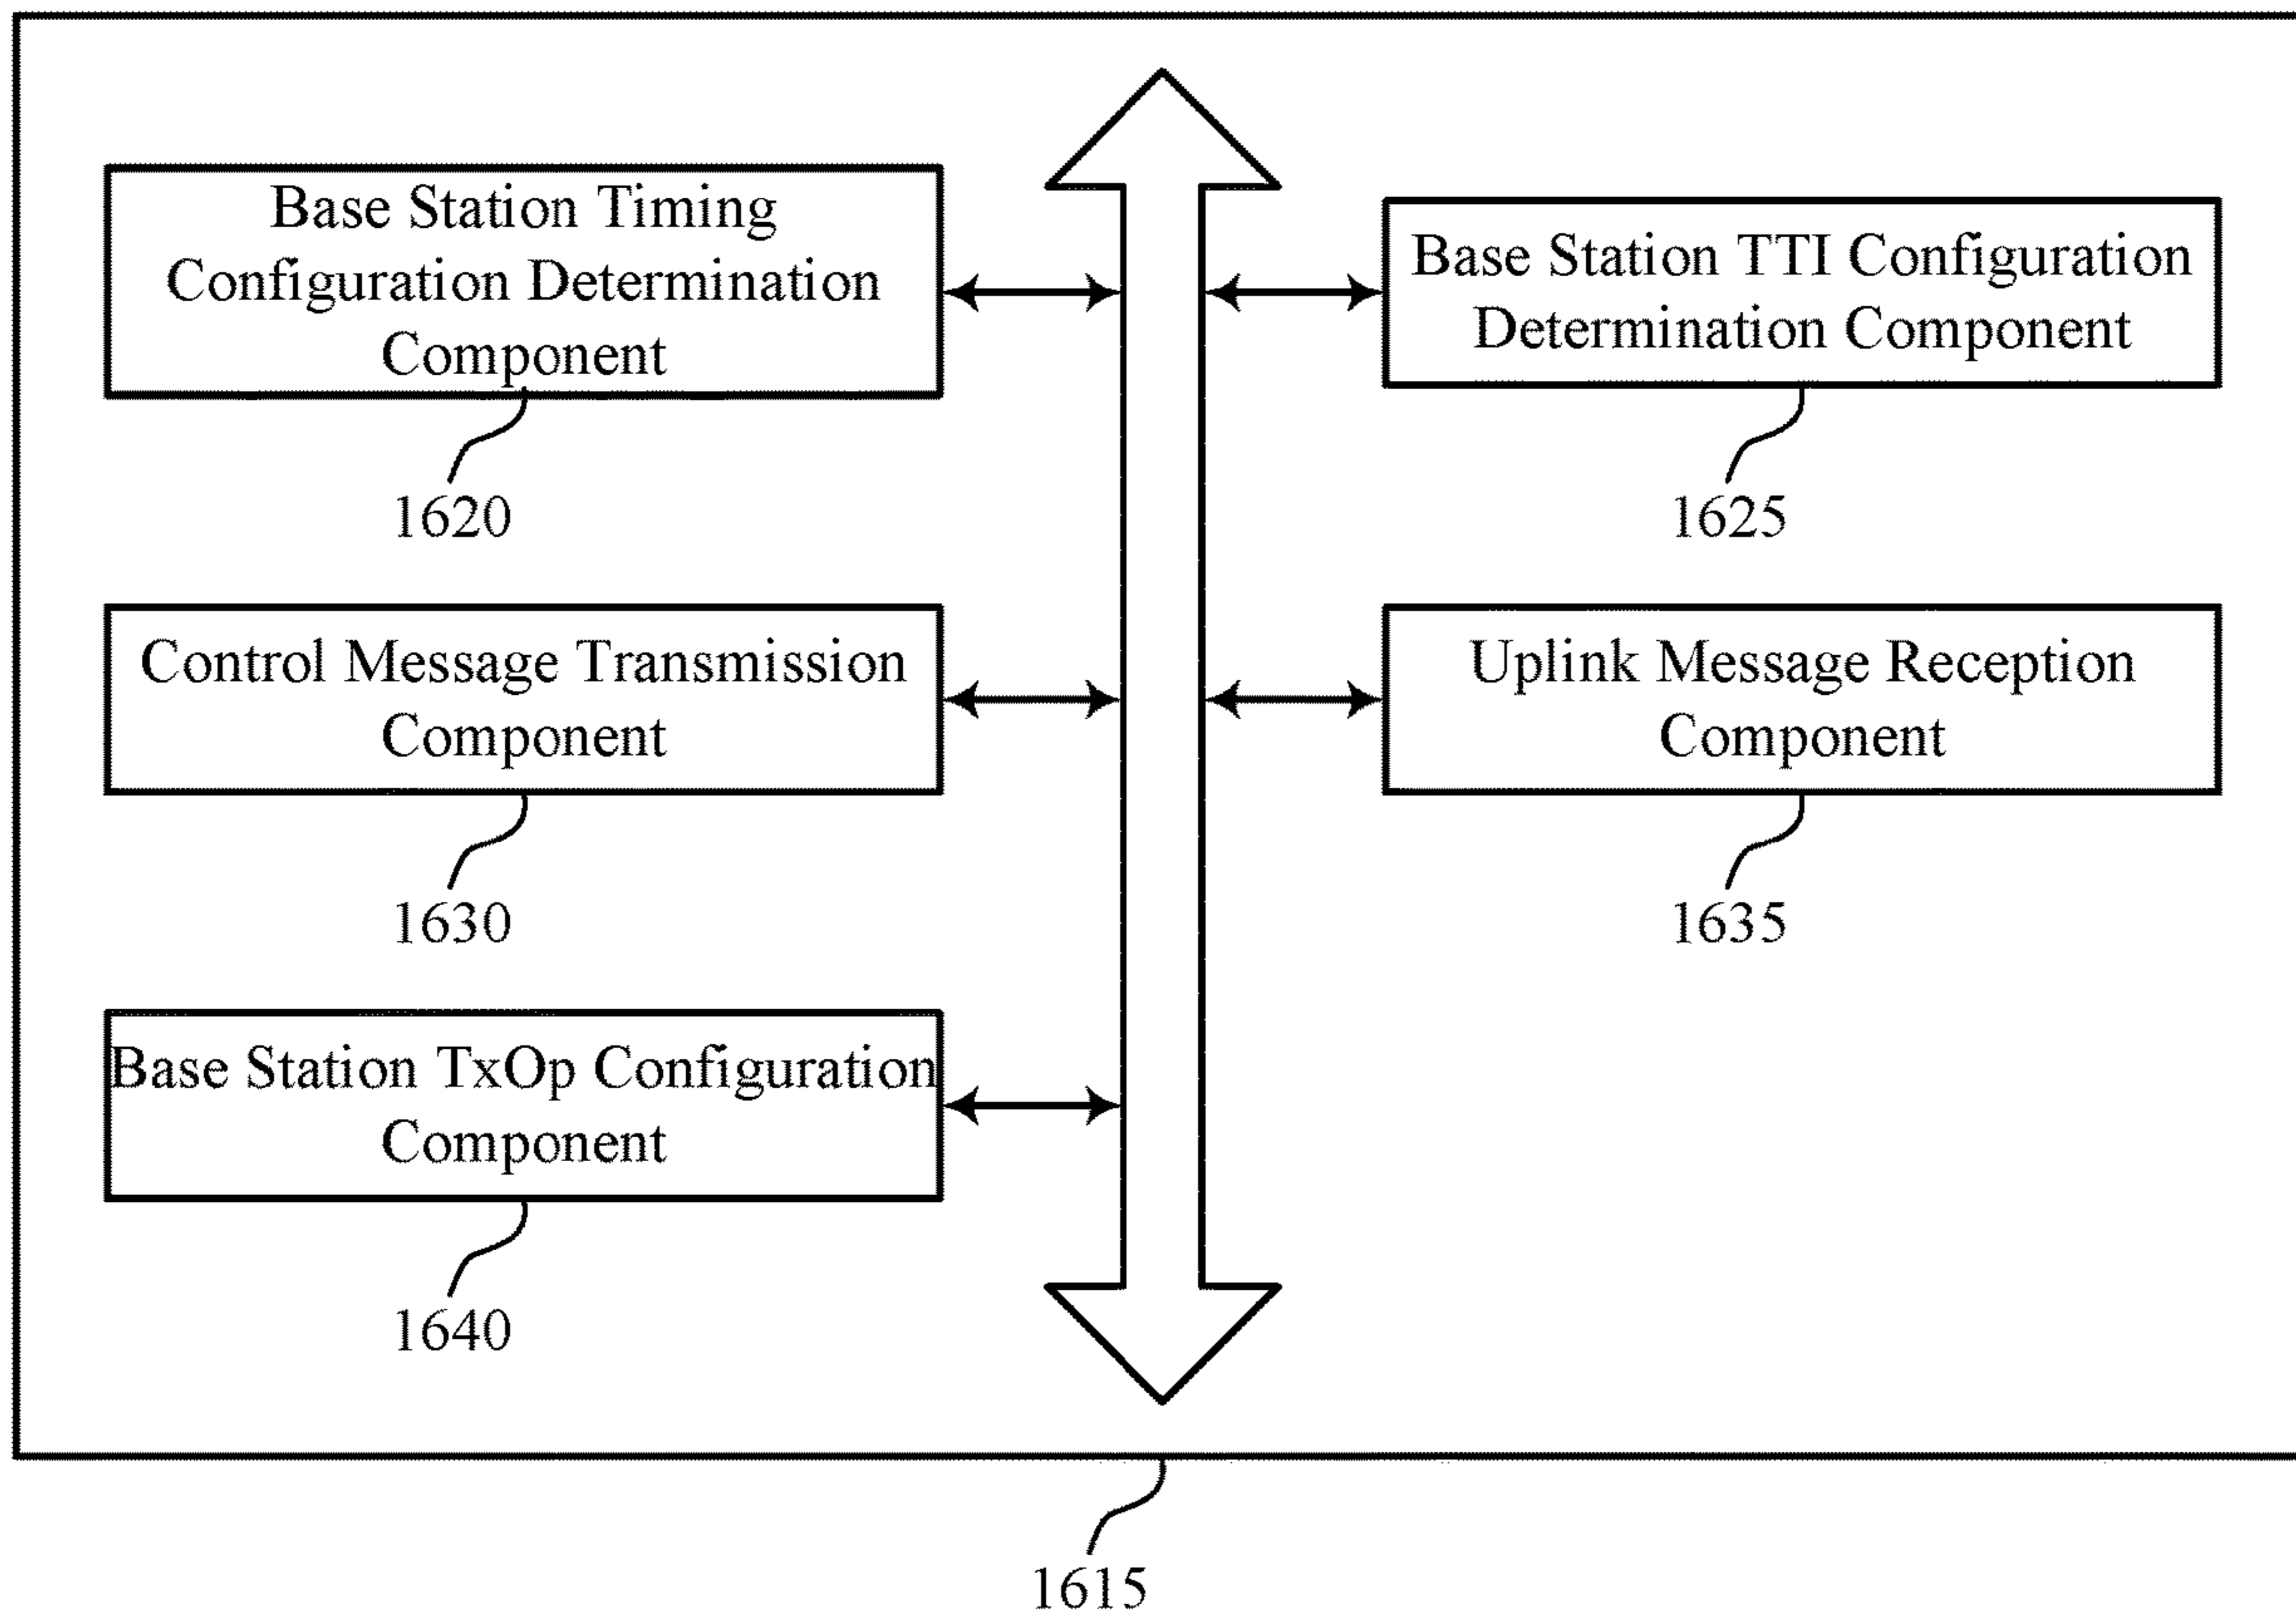 Base Station Timing
Configuration Determination
Component
1620
Base Station TTI Configuration
Determination Component
1625
Control Message Transmission
Component
1630
Uplink Message Reception
Component
1635
Base Station TxOp Configuration
Component
1640
1615